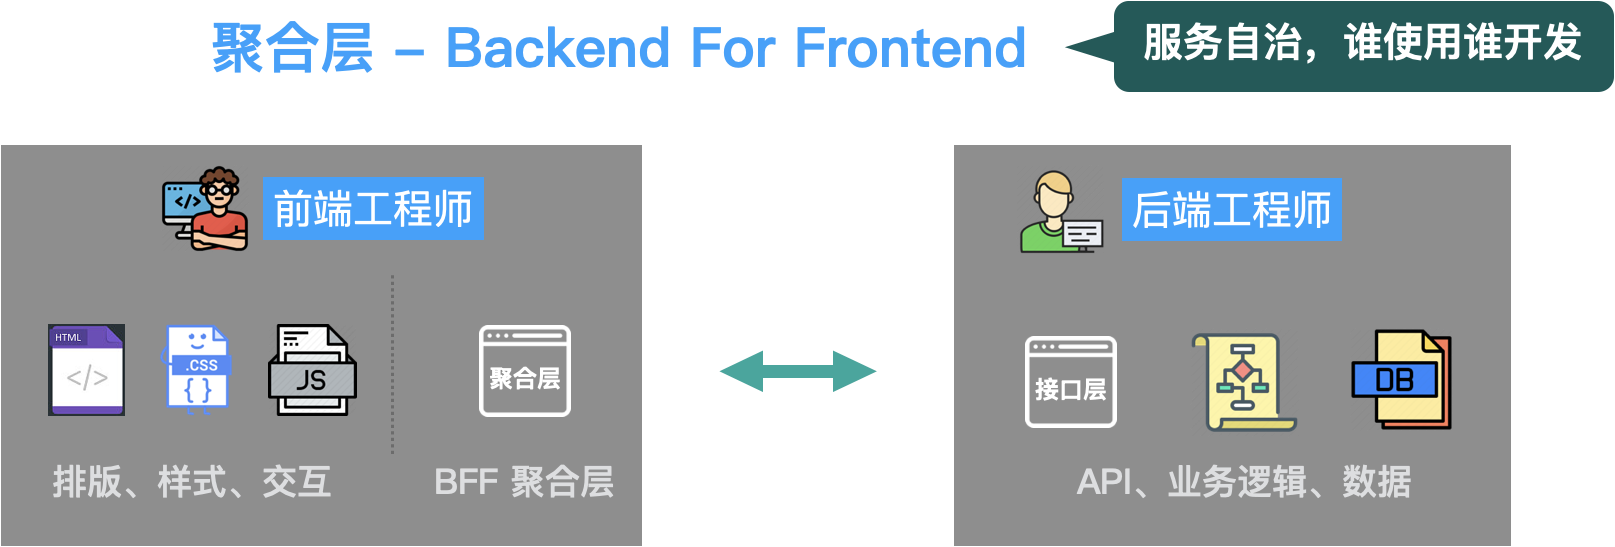 聚合层 – Backend For Frontend
服务自治，谁使用谁开发
前端工程师
HTML
</>
.CSS
{ }
JS
聚合层
排版、样式、交互
BFF 聚合层
后端工程师
接口层
DB
API、业务逻辑、数据